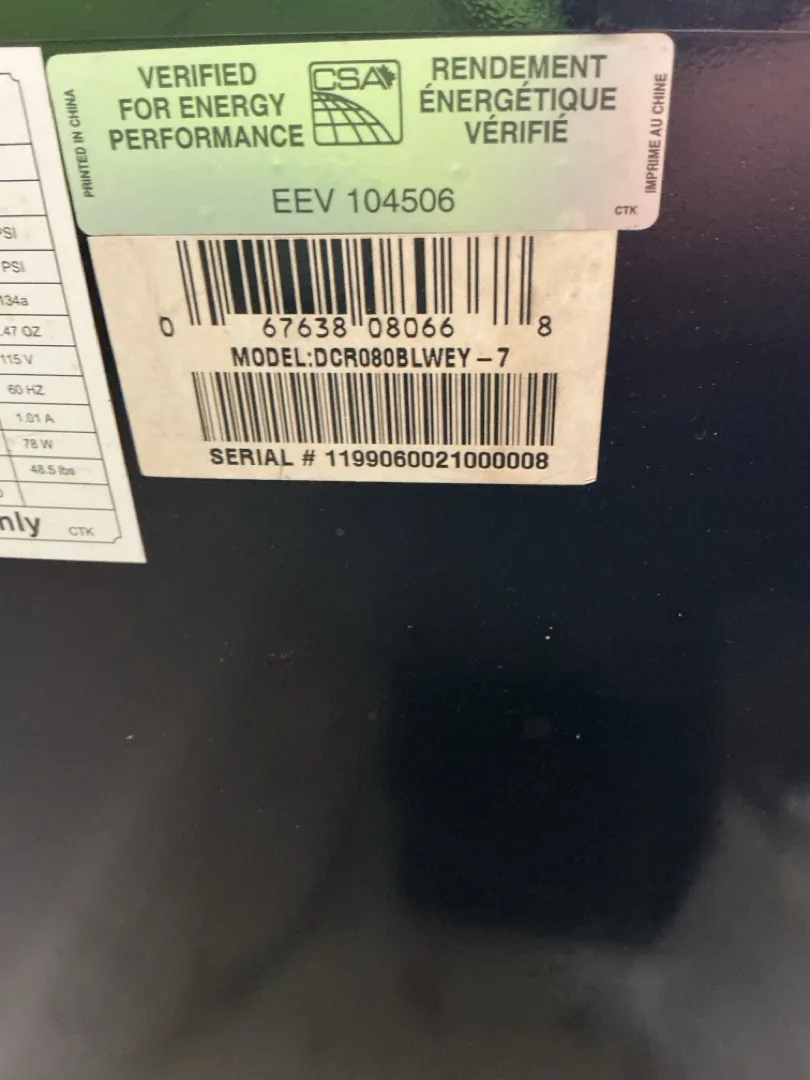 VERIFIED
FOR ENERGY
PERFORMANCE
CSA
RENDEMENT
ÉNERGÉTIQUE
VÉRIFIÉ
PRINTED IN CHINA
IMPRIME AU CHINE
EEV 104506
CTK
0 67638 08066 8
MODEL:DCR080BLWEY-7
SERIAL # 1199060021000008
PSI
PSI
134a
.47 OZ
115 V
60 HZ
1.01 A
78 W
48.5 lbs
nly CTK